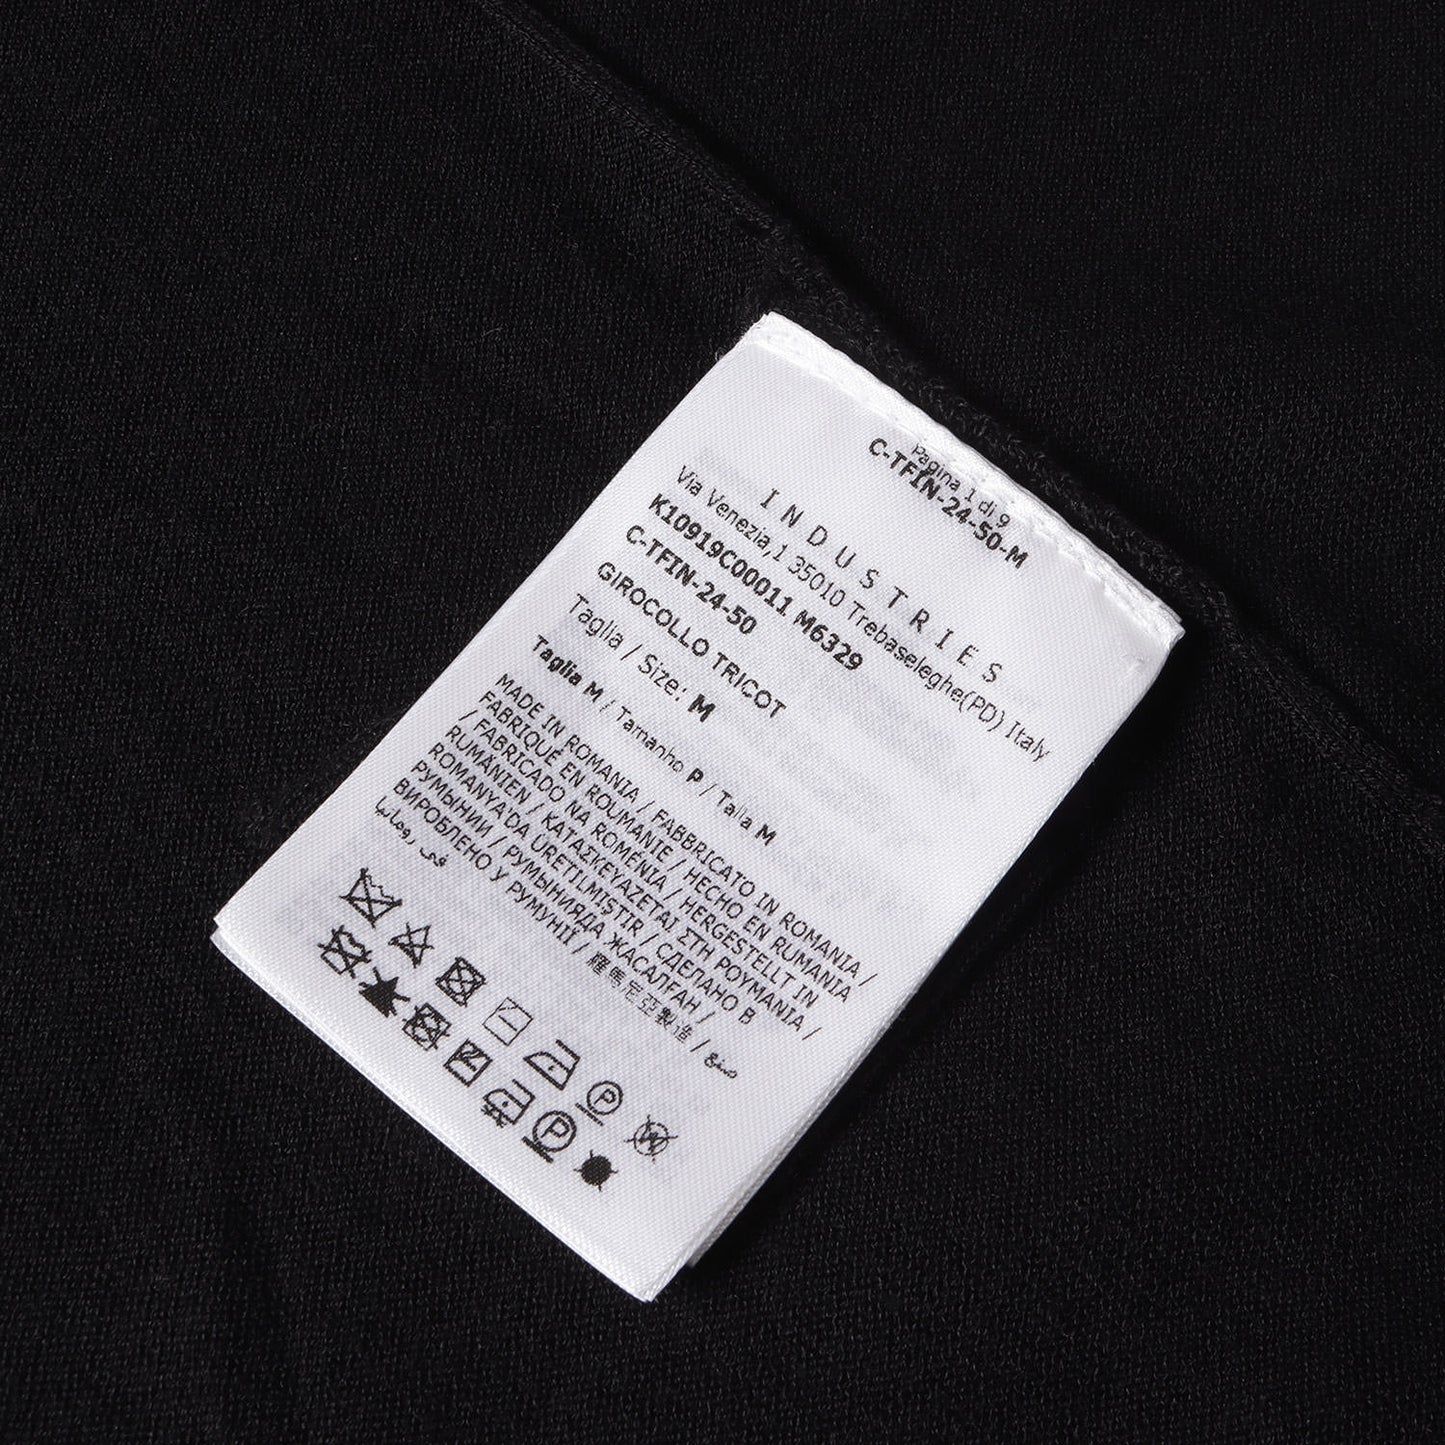 Pagina 1 di 9
C-TFIN-24-50-M
INDUSTRIES
Via Venezia,1 35010 Trebaseleghe(PD) Italy
K10919C00011 M6329
C-TFIN-24-50
GIROCOLLO TRICOT
Taglia / Size: M
Taglia M / Tamanho P / Talla M
MADE IN ROMANIA / FABBRICATO IN ROMANIA /
FABRIQUÉ EN ROUMANIE / HECHO EN RUMANIA
/ FABRICADO NA ROMÉNIA / HERGESTELLT IN
RUMÄNIEN / ΚΑΤΑΣΚΕΥΑΖΕΤΑΙ ΣΤΗ ΡΟΥΜΑΝΙΑ /
ROMANYA'DA ÜRETILMIŞTIR / СДЕЛАНО В
РУМЫНИИ / РУМЫНИЯДА ЖАСАЛҒАН /
ВИРОБЛЕНО У РУМУНІЇ / 羅馬尼亞製造 / صنع
في رومانيا
P
W
P